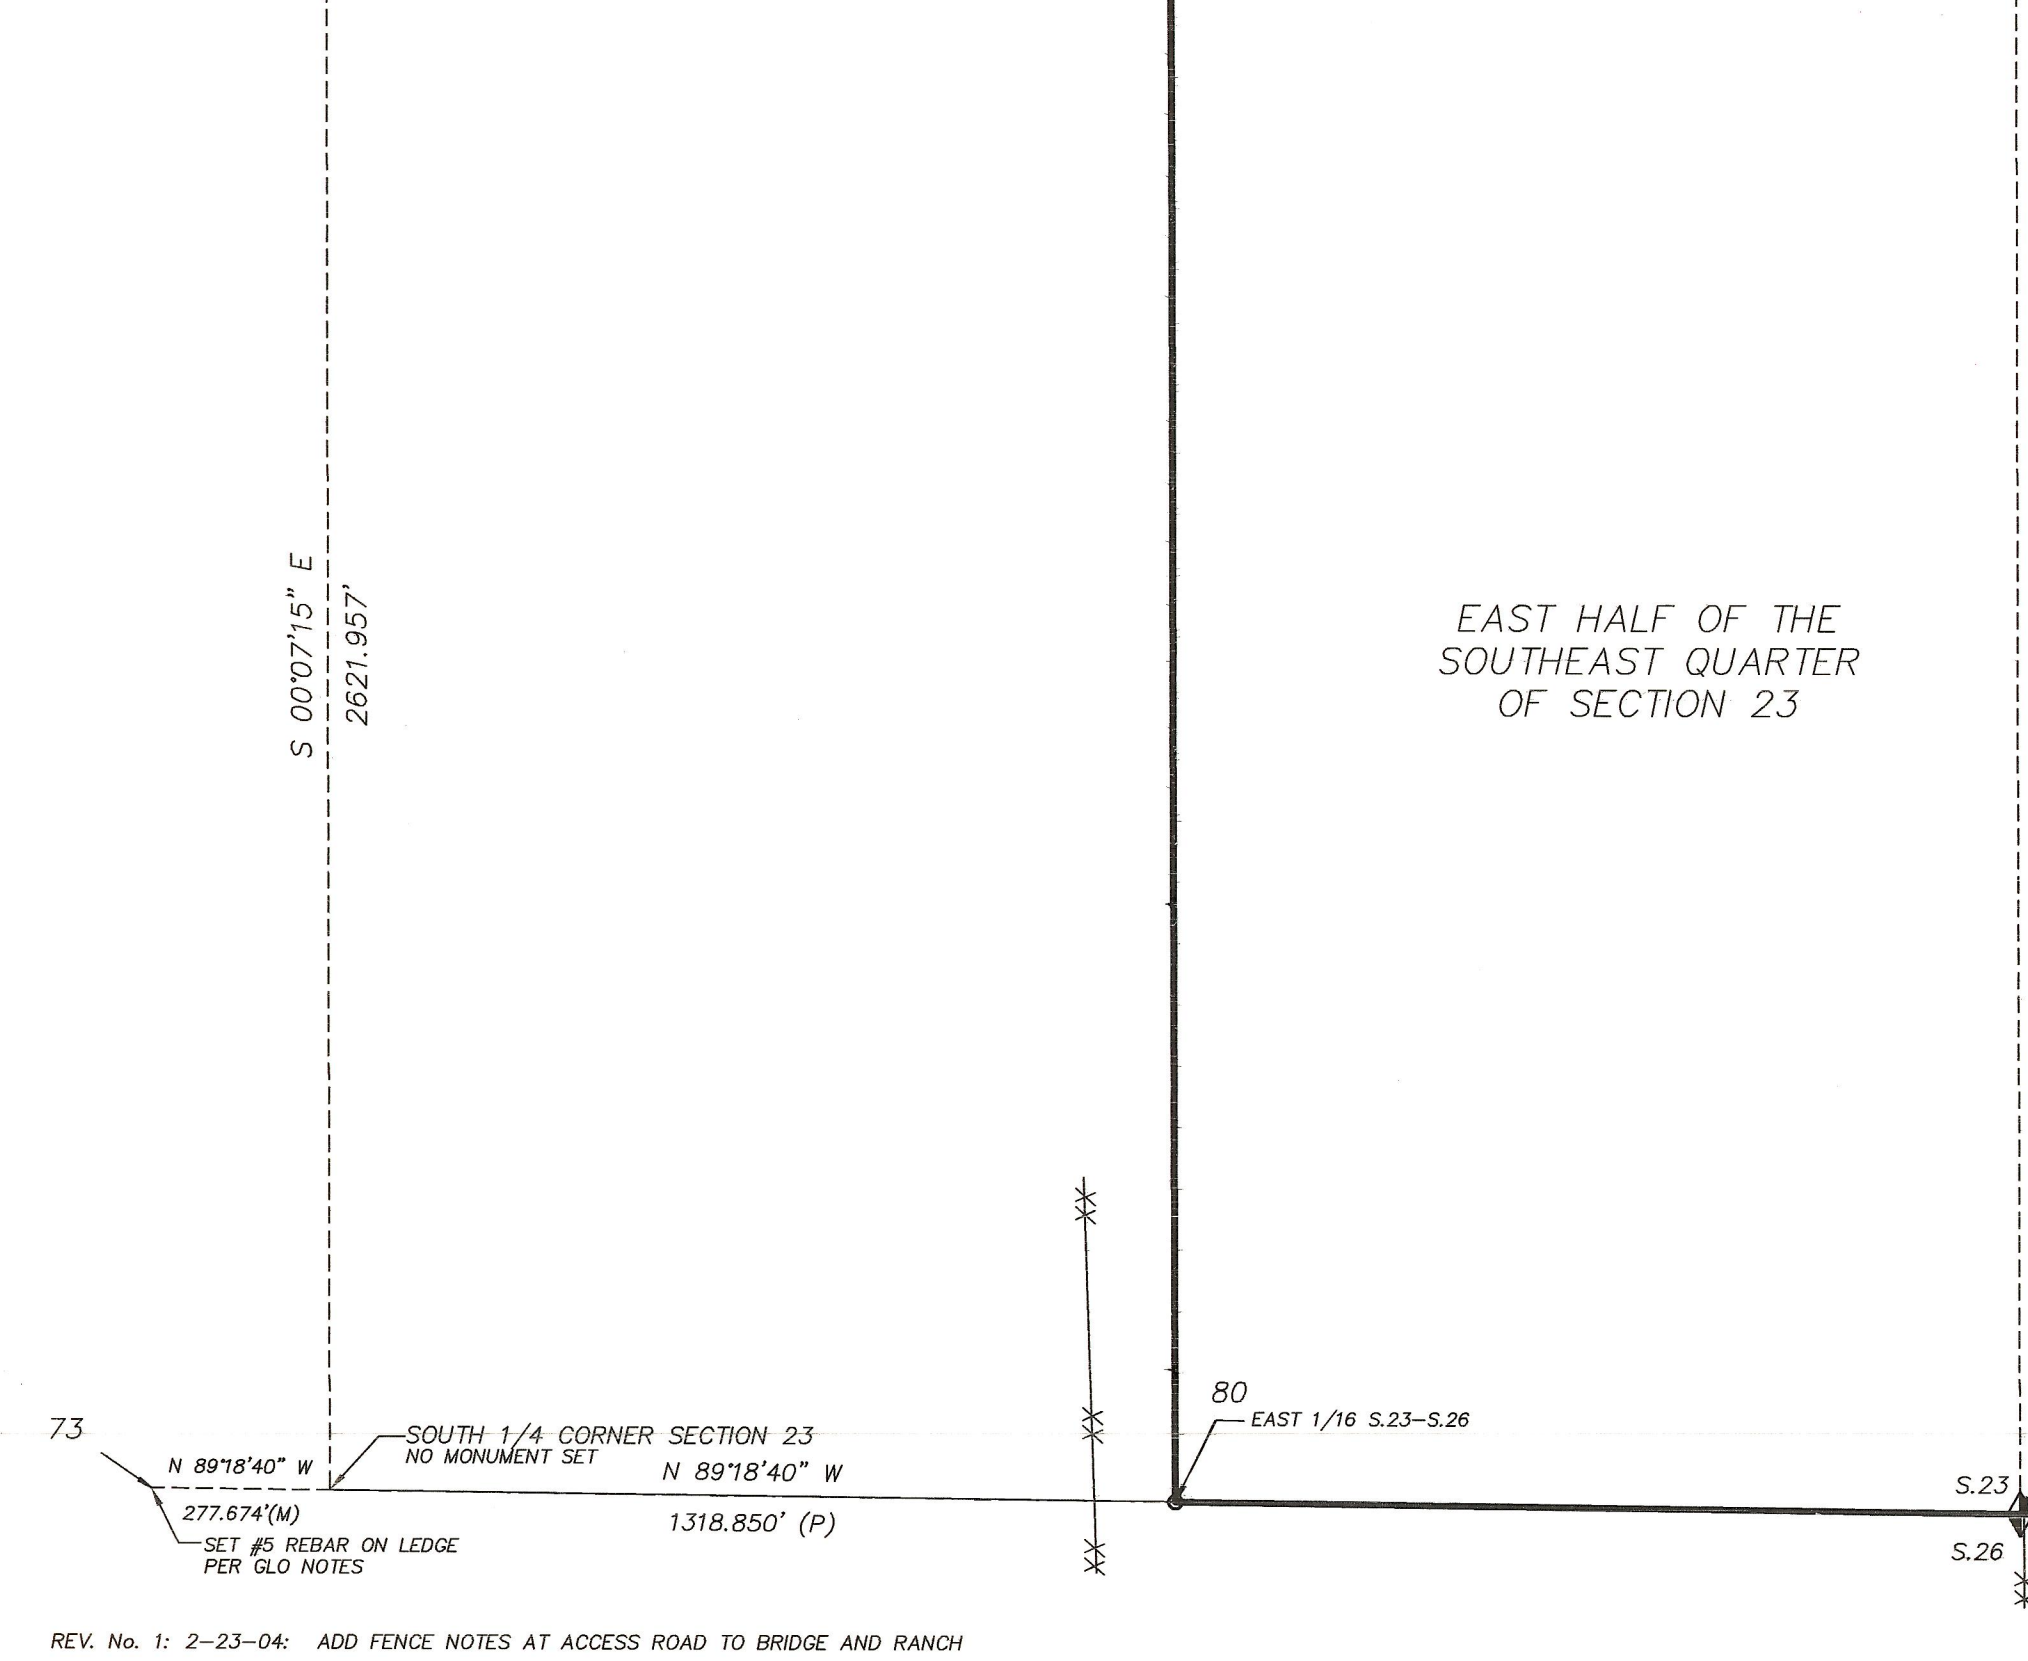 S 00°07'15" E
2621.957'
EAST HALF OF THE
SOUTHEAST QUARTER
OF SECTION 23
80
EAST 1/16 S.23-S.26
73
SOUTH 1/4 CORNER SECTION 23
NO MONUMENT SET
N 89°18'40" W
N 89°18'40" W
277.674'(M)
1318.850' (P)
SET #5 REBAR ON LEDGE
PER GLO NOTES
S.23
S.26
REV. No. 1: 2-23-04: ADD FENCE NOTES AT ACCESS ROAD TO BRIDGE AND RANCH